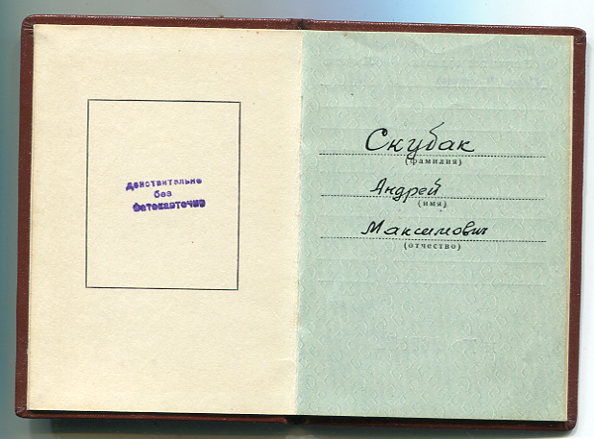 Действительно
без
фотокарточки
Скубак
(фамилия)
Андрей
(имя)
Максимович
(отчество)